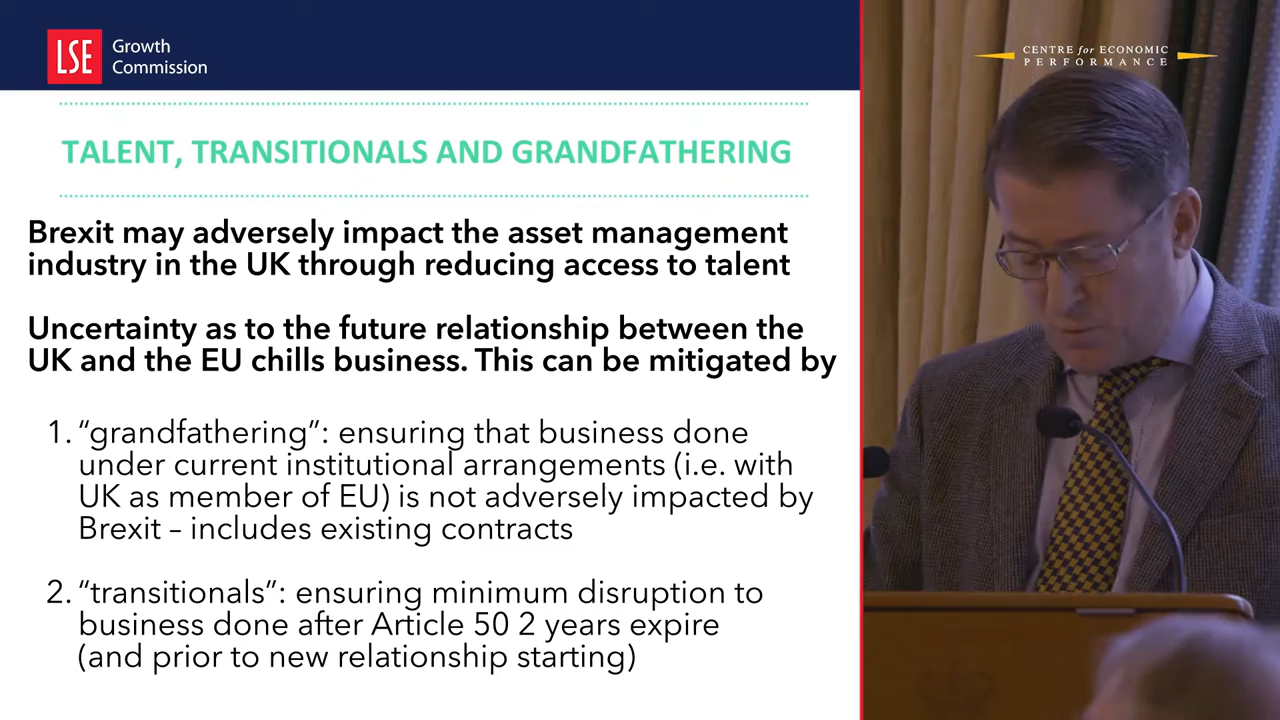 LSE
Growth
Commission
CENTRE for ECONOMIC
PERFORMANCE
TALENT, TRANSITIONALS AND GRANDFATHERING
Brexit may adversely impact the asset management
industry in the UK through reducing access to talent
Uncertainty as to the future relationship between the
UK and the EU chills business. This can be mitigated by
1. “grandfathering”: ensuring that business done
under current institutional arrangements (i.e. with
UK as member of EU) is not adversely impacted by
Brexit – includes existing contracts
2. “transitionals”: ensuring minimum disruption to
business done after Article 50 2 years expire
(and prior to new relationship starting)